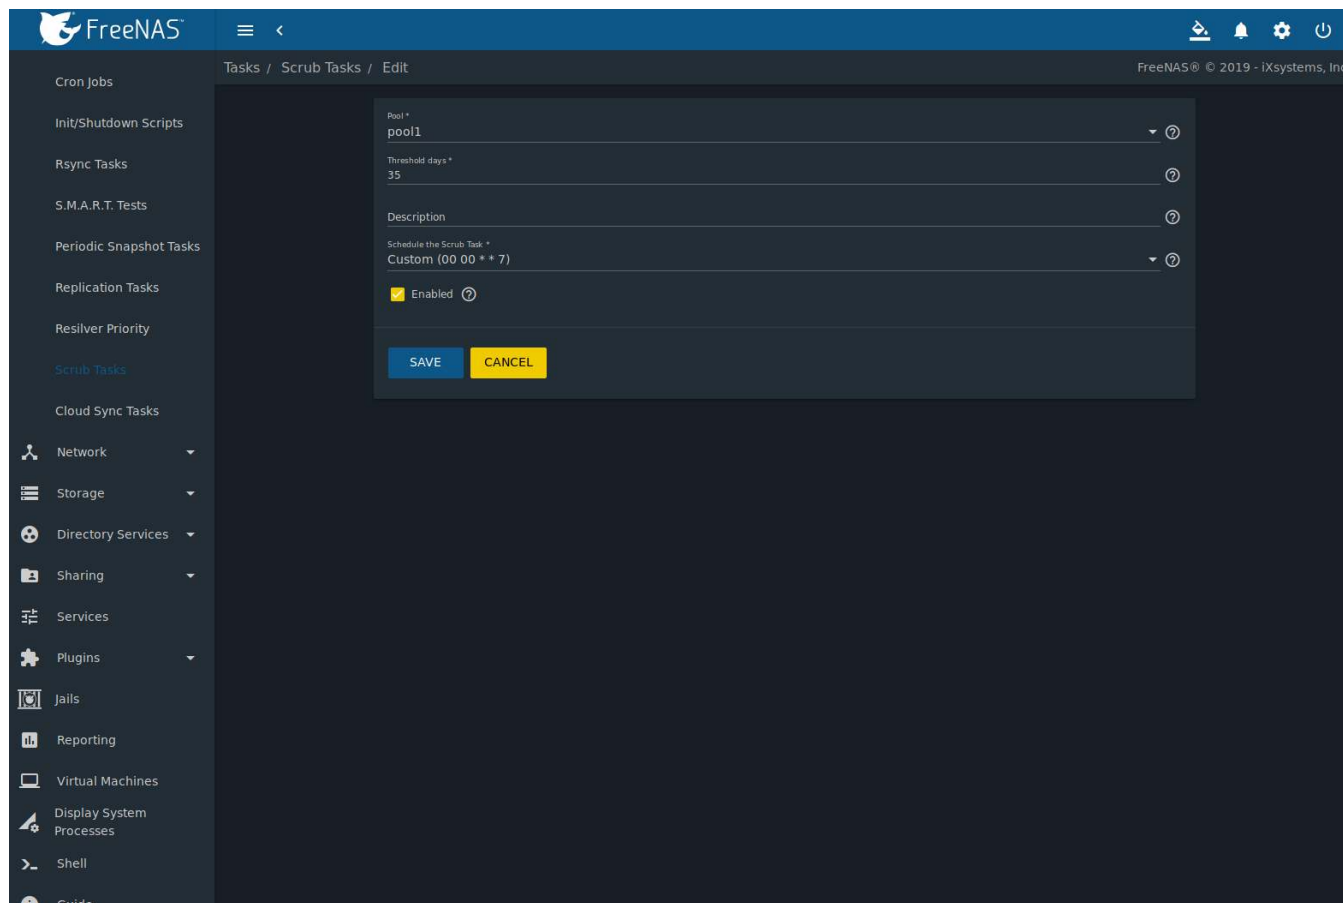 FreeNAS™
Tasks / Scrub Tasks / Edit
FreeNAS® © 2019 - iXsystems, Inc
Cron Jobs
Init/Shutdown Scripts
Rsync Tasks
S.M.A.R.T. Tests
Periodic Snapshot Tasks
Replication Tasks
Resilver Priority
Scrub Tasks
Cloud Sync Tasks
Network
Storage
Directory Services
Sharing
Services
Plugins
Jails
Reporting
Virtual Machines
Display System
Processes
Shell
Guide
Pool *
pool1
Threshold days *
35
Description
Schedule the Scrub Task *
Custom (00 00 * * 7)
Enabled
SAVE
CANCEL